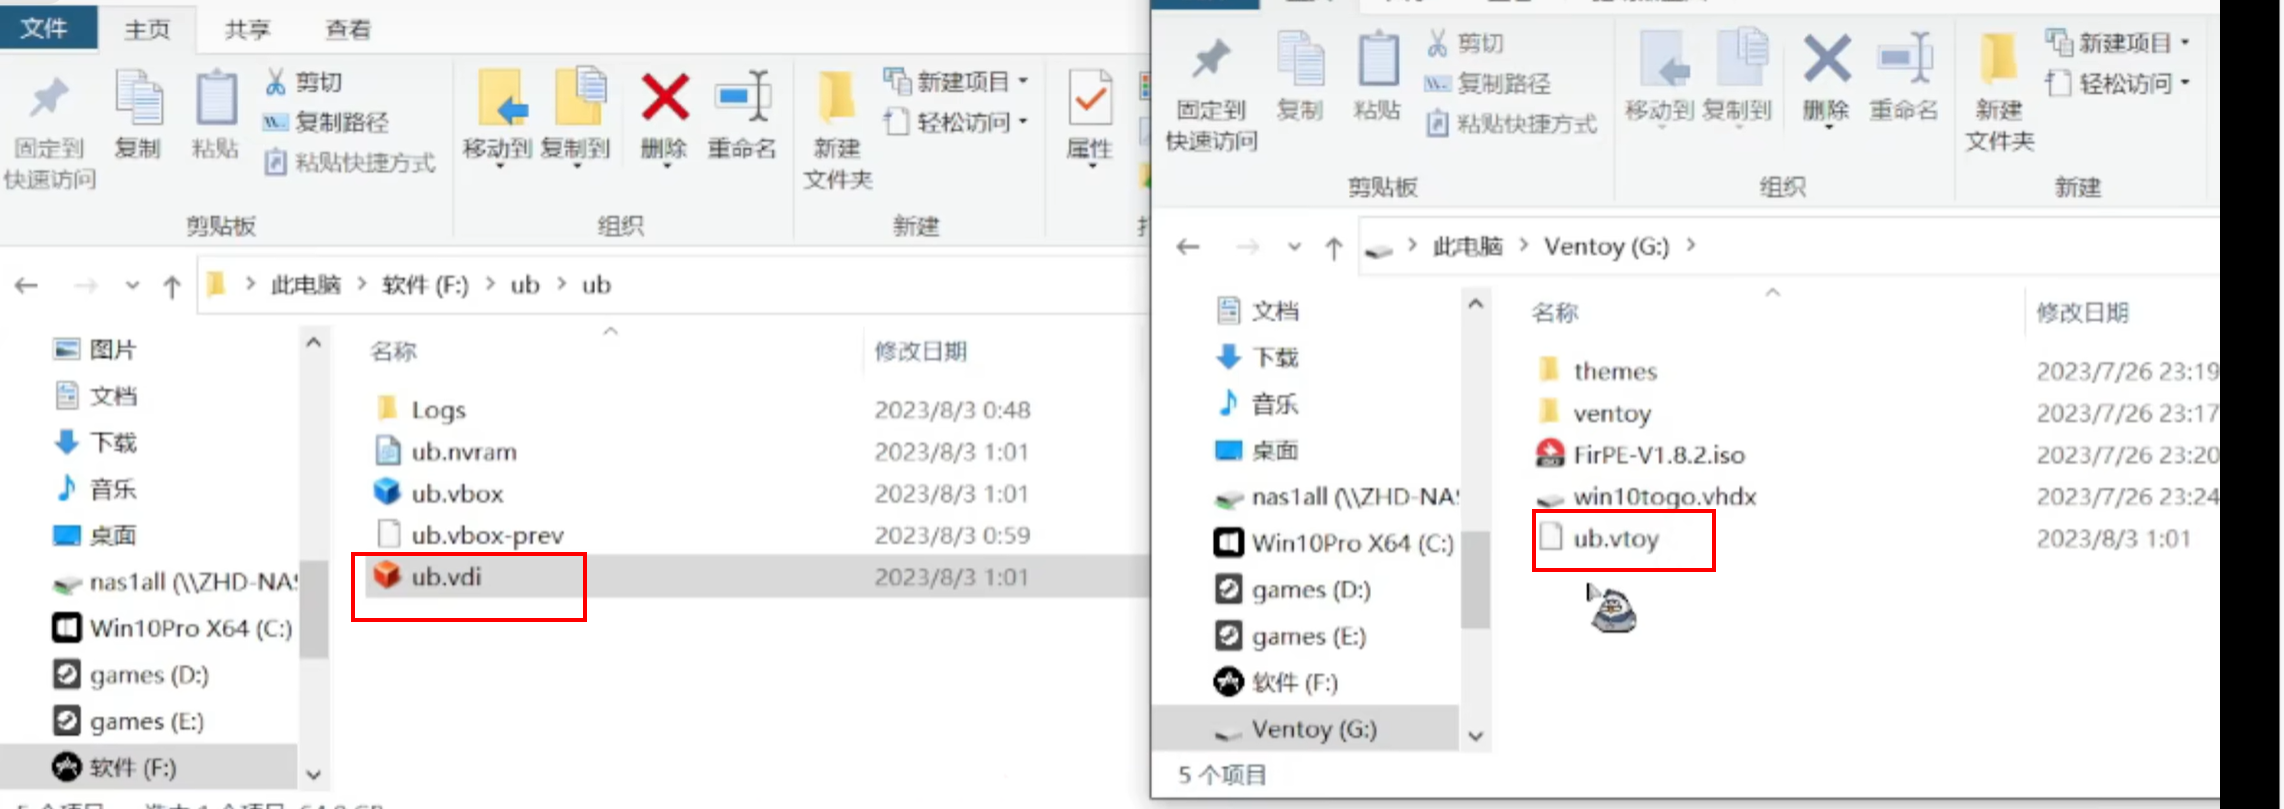 文件 主页 共享 查看
剪切
复制路径
粘贴快捷方式
固定到
快速访问
复制
粘贴
移动到
复制到
删除
重命名
新建
文件夹
新建项目
轻松访问
属性
剪贴板 组织 新建
此电脑 软件 (F:) ub ub
图片
文档
下载
音乐
桌面
nas1all (\\ZHD-NAS
Win10Pro X64 (C:)
games (D:)
games (E:)
软件 (F:)
名称 修改日期
Logs 2023/8/3 0:48
ub.nvram 2023/8/3 1:01
ub.vbox 2023/8/3 1:01
ub.vbox-prev 2023/8/3 0:59
ub.vdi 2023/8/3 1:01
剪切
复制路径
粘贴快捷方式
固定到
快速访问
复制
粘贴
移动到
复制到
删除
重命名
新建
文件夹
新建项目
轻松访问
剪贴板 组织 新建
此电脑 Ventoy (G:)
文档
下载
音乐
桌面
nas1all (\\ZHD-NAS
Win10Pro X64 (C:)
games (D:)
games (E:)
软件 (F:)
Ventoy (G:)
名称 修改日期
themes 2023/7/26 23:19
ventoy 2023/7/26 23:17
FirPE-V1.8.2.iso 2023/7/26 23:20
win10togo.vhdx 2023/7/26 23:24
ub.vtoy 2023/8/3 1:01
5 个项目